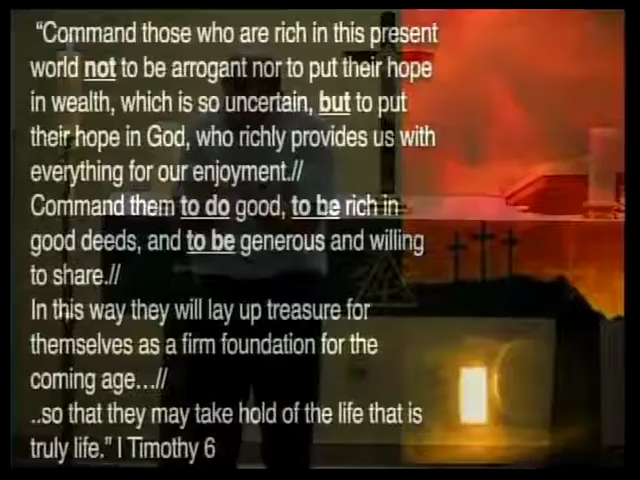 “Command those who are rich in this present
world not to be arrogant nor to put their hope
in wealth, which is so uncertain, but to put
their hope in God, who richly provides us with
everything for our enjoyment.//
Command them to do good, to be rich in
good deeds, and to be generous and willing
to share.//
In this way they will lay up treasure for
themselves as a firm foundation for the
coming age...//
..so that they may take hold of the life that is
truly life.” I Timothy 6